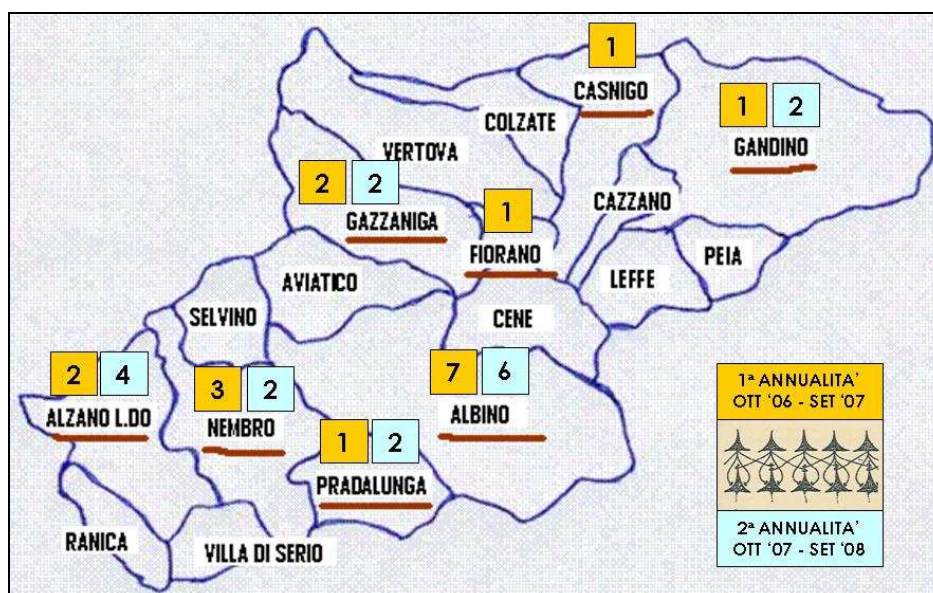 1
CASNIGO
1 2
GANDINO
COLZATE
VERTOVA
2 2
GAZZANIGA
1
FIORANO
CAZZANO
PEIA
LEFFE
AVIATICO
SELVINO
CENE
2 4
ALZANO L.DO
3 2
NEMBRO
7 6
ALBINO
1 2
PRADALUNGA
RANICA
VILLA DI SERIO
1ª ANNUALITA'
OTT '06 - SET '07
2ª ANNUALITA'
OTT '07 - SET '08